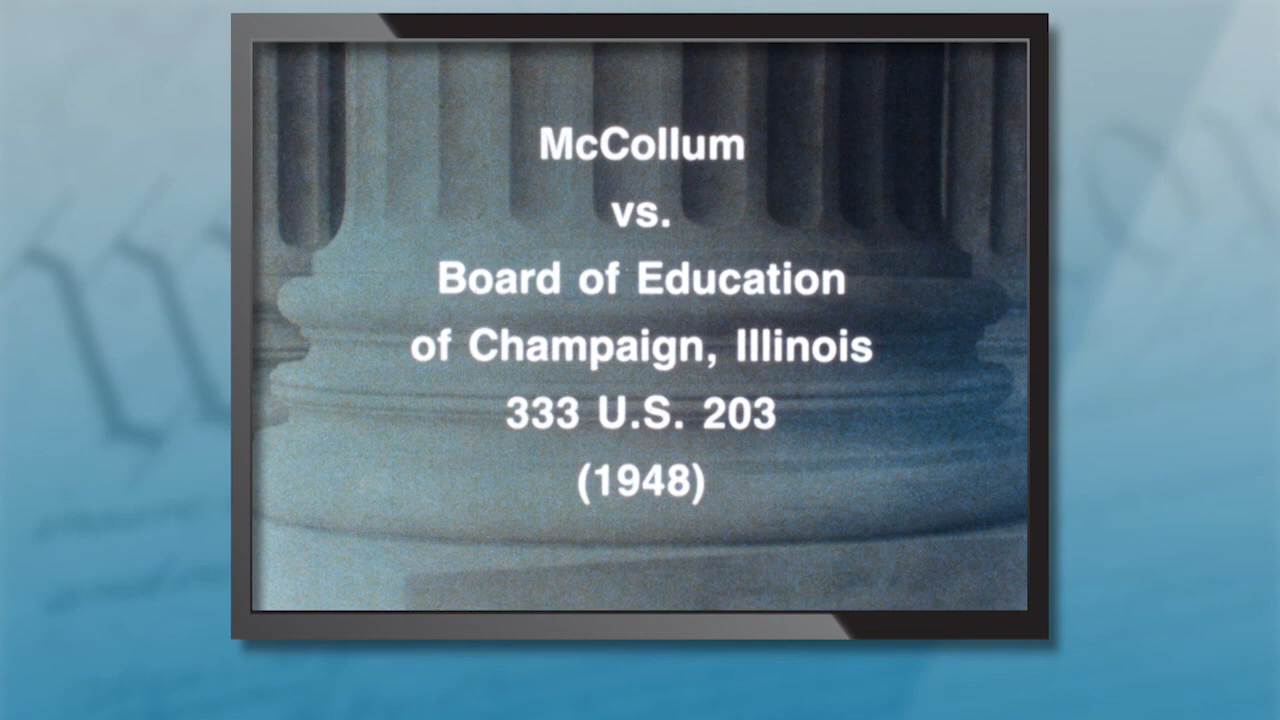 McCollum
vs.
Board of Education
of Champaign, Illinois
333 U.S. 203
(1948)